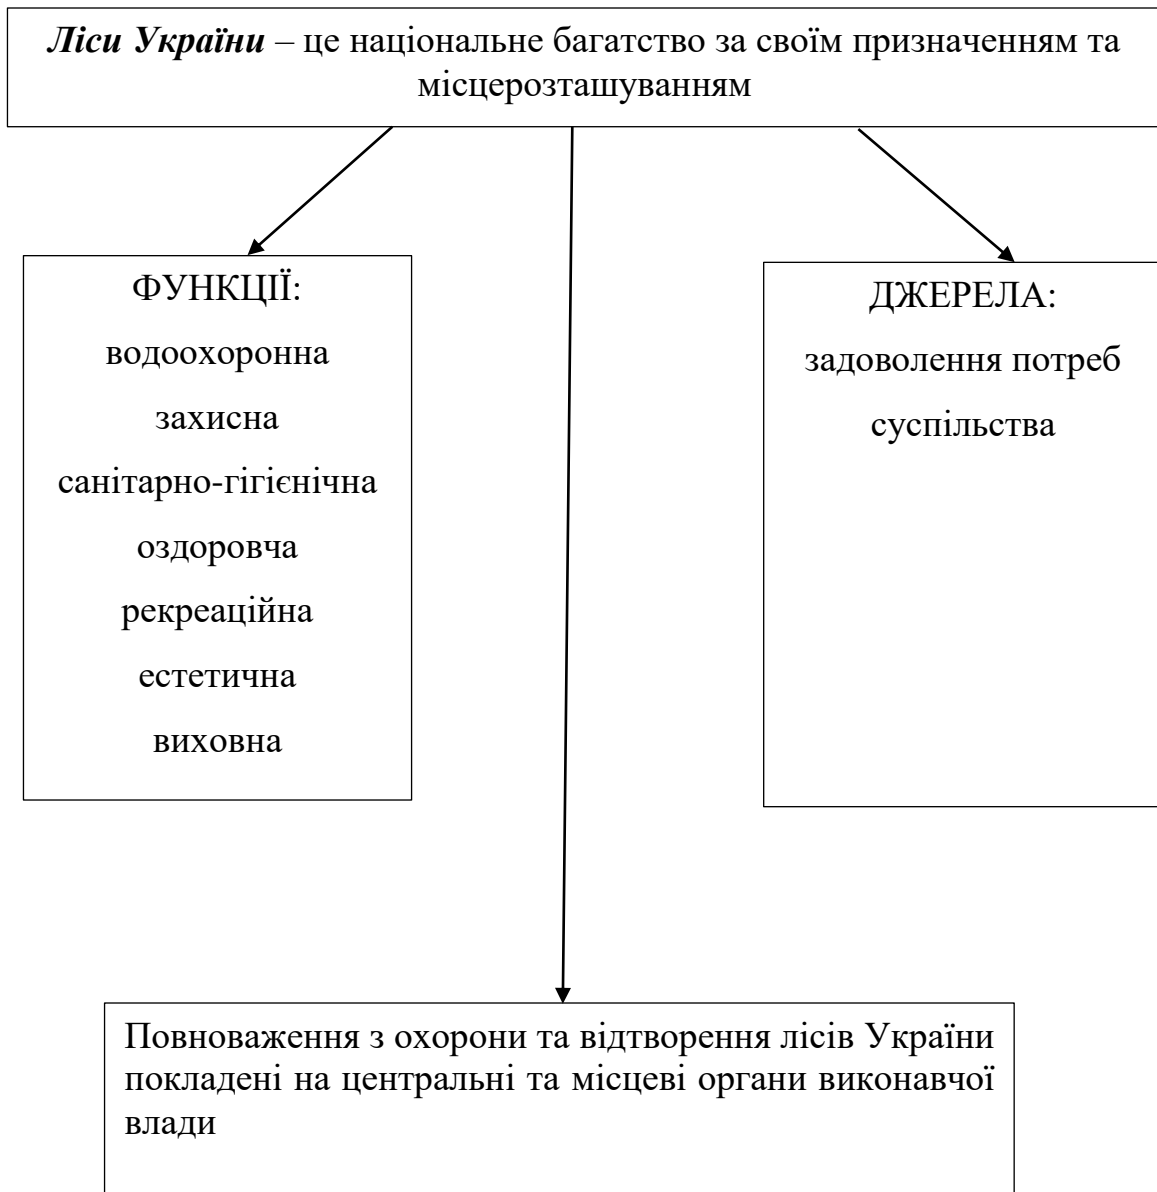 Ліси України – це національне багатство за своїм призначенням та
місцерозташуванням
ФУНКЦІЇ:
водоохоронна
захисна
санітарно-гігієнічна
оздоровча
рекреаційна
естетична
виховна
ДЖЕРЕЛА:
задоволення потреб
суспільства
Повноваження з охорони та відтворення лісів України
покладені на центральні та місцеві органи виконавчої
влади